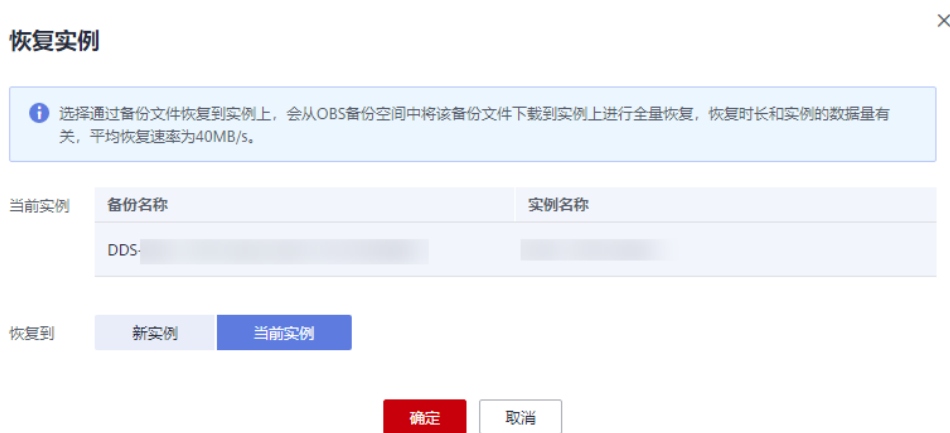 恢复实例
选择通过备份文件恢复到实例上，会从OBS备份空间中将该备份文件下载到实例上进行全量恢复，恢复时长和实例的数据量有
关，平均恢复速率为40MB/s。
当前实例 备份名称 实例名称
DDS-
恢复到 新实例 当前实例
确定 取消